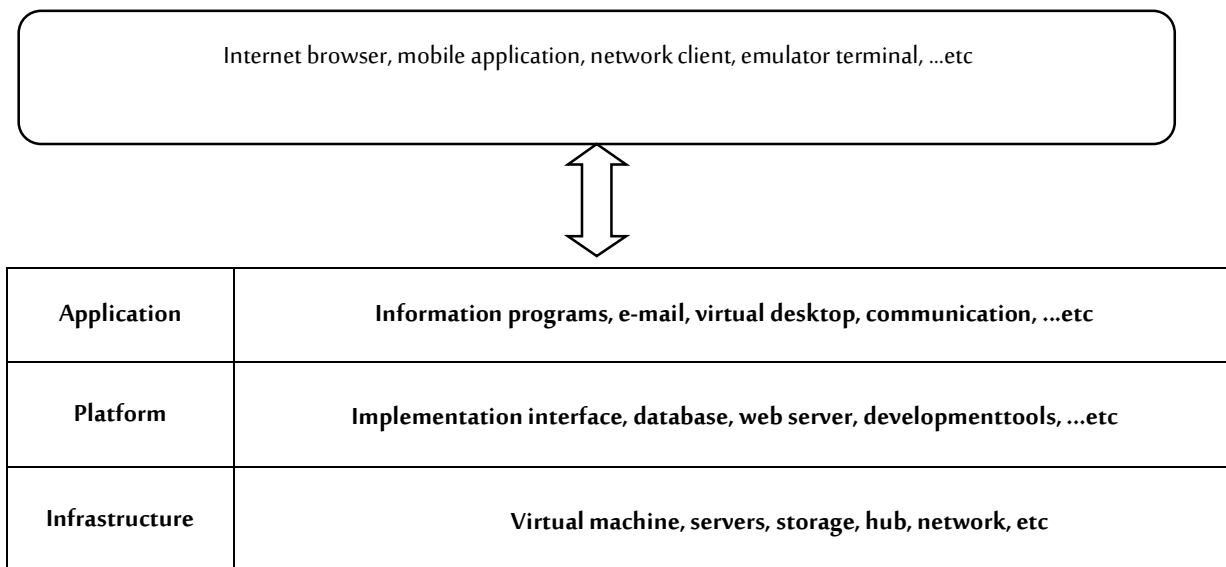 Internet browser, mobile application, network client, emulator terminal, ...etc
Application
Information programs, e-mail, virtual desktop, communication, ...etc
Platform
Implementation interface, database, web server, developmenttools, ...etc
Infrastructure
Virtual machine, servers, storage, hub, network, etc